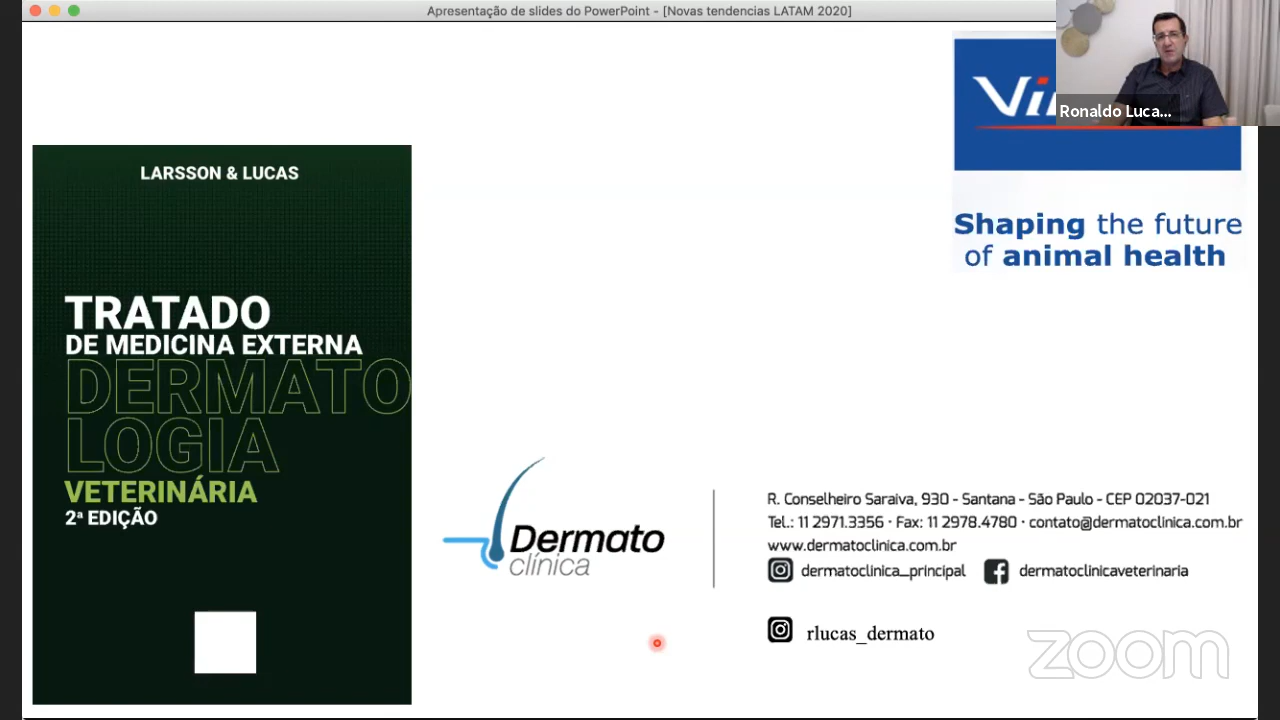 Apresentação de slides do PowerPoint - [Novas tendencias LATAM 2020]
Ronaldo Luca...
Shaping the future
of animal health
LARSSON & LUCAS
TRATADO
DE MEDICINA EXTERNA
DERMATO
LOGIA
VETERINÁRIA
2ª EDIÇÃO
Dermato
clínica
R. Conselheiro Saraiva, 930 - Santana - São Paulo - CEP 02037-021
Tel.: 11 2971.3356 · Fax: 11 2978.4780 · contato@dermatoclinica.com.br
www.dermatoclinica.com.br
dermatoclinica_principal dermatoclinicaveterinaria
rlucas_dermato
zoom